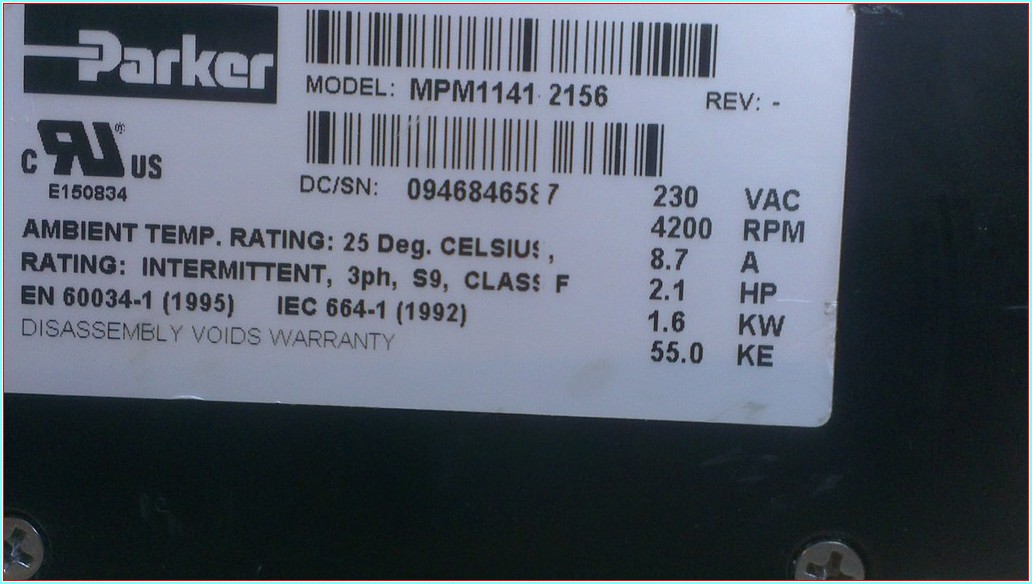 Parker
MODEL: MPM1141 2156 REV: -
C RU ® US
E150834
DC/SN: 0946846587
230 VAC
4200 RPM
8.7 A
2.1 HP
1.6 KW
55.0 KE
AMBIENT TEMP. RATING: 25 Deg. CELSIUS,
RATING: INTERMITTENT, 3ph, S9, CLASS F
EN 60034-1 (1995) IEC 664-1 (1992)
DISASSEMBLY VOIDS WARRANTY